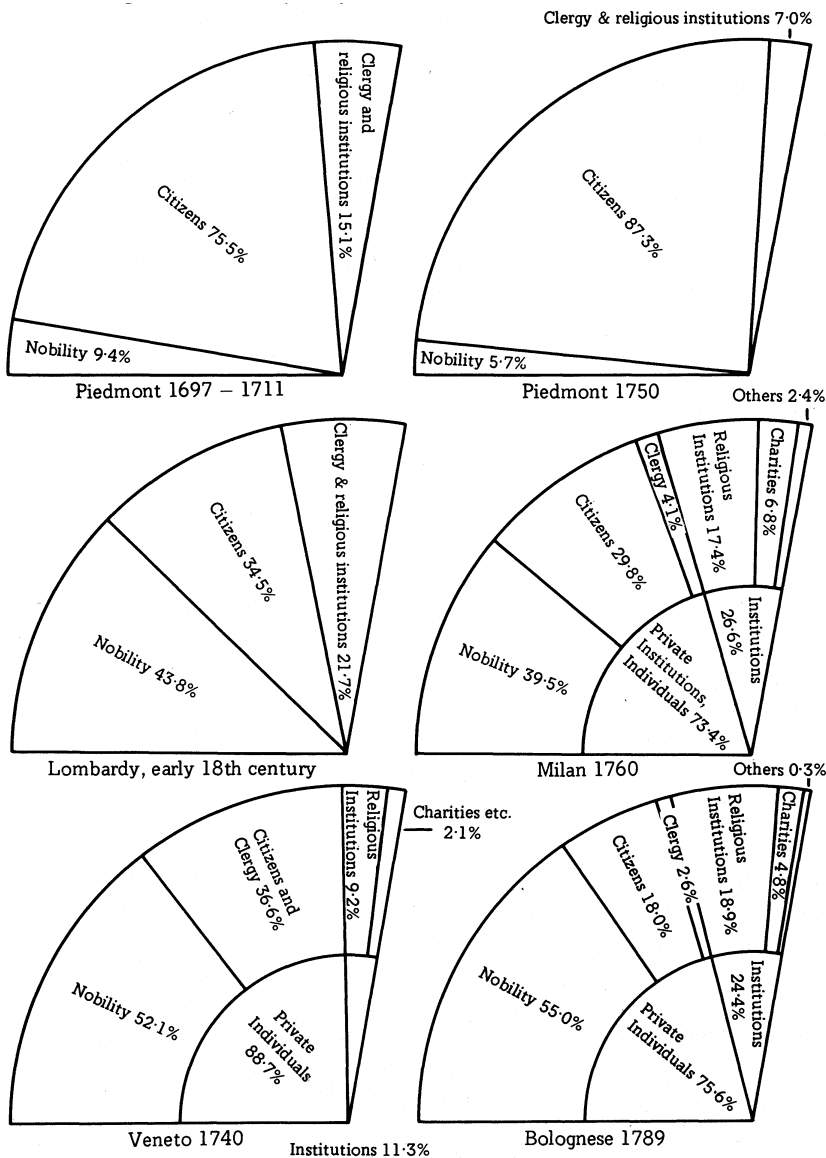 Clergy and
religious institutions 15·1%
Citizens 75·5%
Nobility 9·4%
Piedmont 1697 – 1711
Clergy & religious institutions 7·0%
Citizens 87·3%
Nobility 5·7%
Piedmont 1750
Clergy & religious institutions 21·7%
Citizens 34·5%
Nobility 43·8%
Lombardy, early 18th century
Others 2·4%
Charities 6·8%
Religious
Institutions 17·4%
Clergy 4·1%
Citizens 29·8%
Nobility 39·5%
Private
Institutions,
Individuals 73·4%
Institutions
26·6%
Milan 1760
Charities etc.
2·1%
Religious
Institutions 9·2%
Citizens and
Clergy 36·6%
Nobility 52·1%
Private
Individuals
88·7%
Veneto 1740
Institutions 11·3%
Others 0·3%
Charities 4·8%
Religious
Institutions 18·9%
Clergy 2·6%
Citizens 18·0%
Nobility 55·0%
Private
Individuals 75·6%
Institutions
24·4%
Bolognese 1789